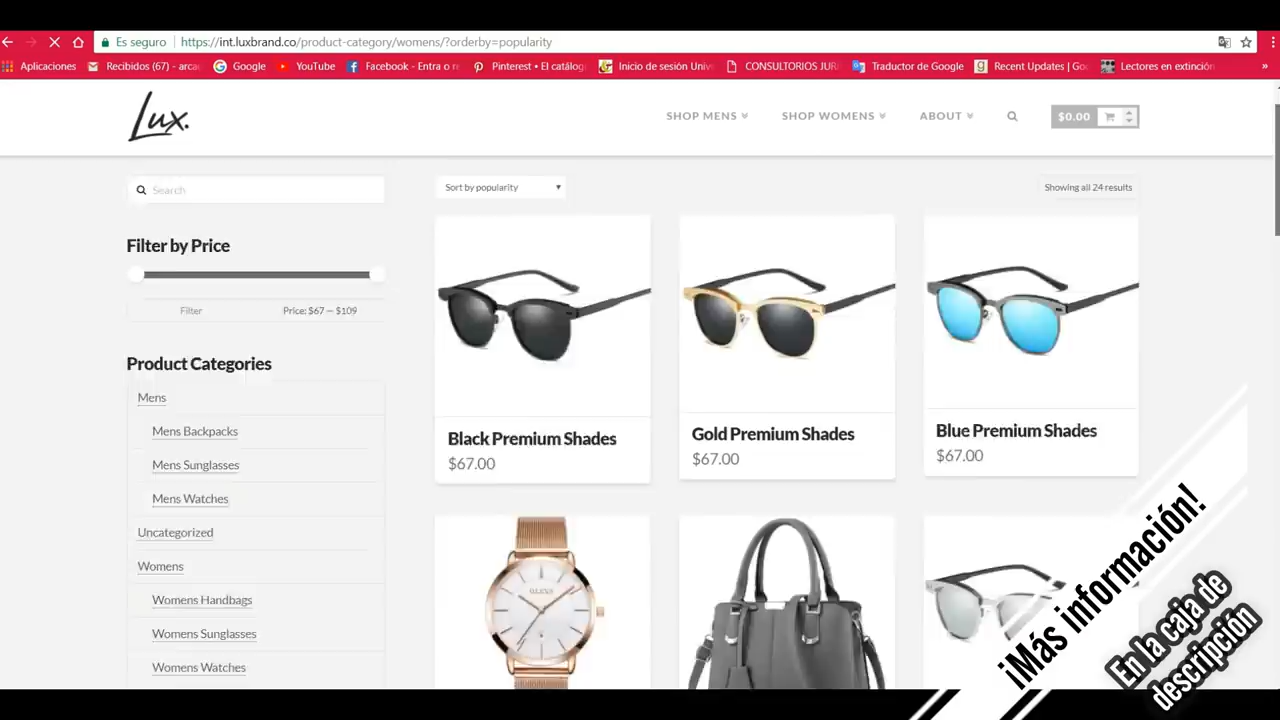 Es seguro
https://int.luxbrand.co/product-category/womens/?orderby=popularity
Aplicaciones
Recibidos (67) - arca
Google
YouTube
Facebook - Entra o r
Pinterest • El catálog
Inicio de sesión Univ
CONSULTORIOS JUR
Traductor de Google
Recent Updates | Go
Lectores en extinción
»
Lux.
SHOP MENS
SHOP WOMENS
ABOUT
$0.00
Search
Sort by popularity
Showing all 24 results
Filter by Price
Filter
Price: $67 — $109
Product Categories
Mens
Mens Backpacks
Mens Sunglasses
Mens Watches
Uncategorized
Womens
Womens Handbags
Womens Sunglasses
Womens Watches
Black Premium Shades
$67.00
Gold Premium Shades
$67.00
Blue Premium Shades
$67.00
¡Más información!
En la caja de
descripción